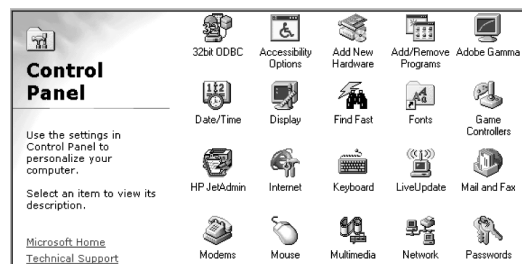 Control
Panel
Use the settings in
Control Panel to
personalize your
computer.
Select an item to view its
description.
Microsoft Home
Technical Support
32bit ODBC
Accessibility
Options
Add New
Hardware
Add/Remove
Programs
Adobe Gamma
Date/Time
Display
Find Fast
Fonts
Game
Controllers
HP JetAdmin
Internet
Keyboard
LiveUpdate
Mail and Fax
Modems
Mouse
Multimedia
Network
Passwords